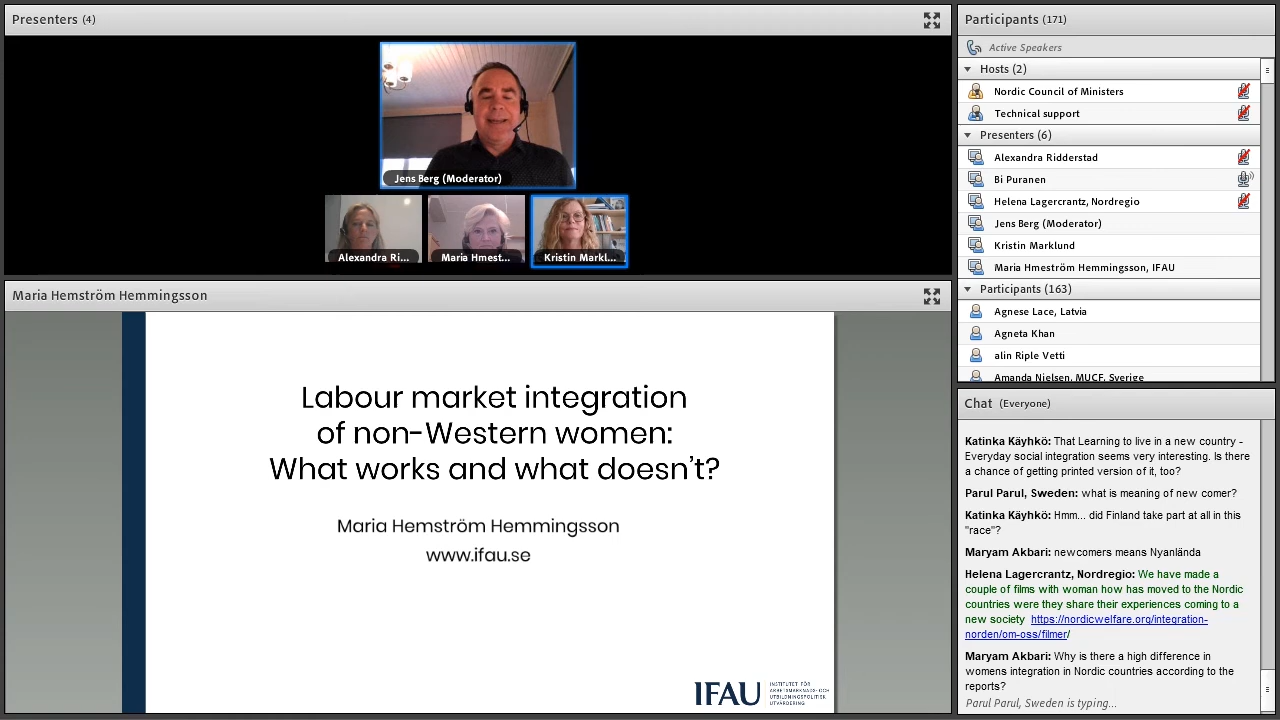 Presenters (4)
Jens Berg (Moderator)
Alexandra Ri...
Maria Hmest...
Kristin Markl...
Maria Hemström Hemmingsson
Labour market integration
of non-Western women:
What works and what doesn't?
Maria Hemström Hemmingsson
www.ifau.se
IFAU
INSTITUTET FÖR
ARBETSMARKNADS- OCH
UTBILDNINGSPOLITISK
UTVÄRDERING
Participants (171)
Active Speakers
Hosts (2)
Nordic Council of Ministers
Technical support
Presenters (6)
Alexandra Ridderstad
Bi Puranen
Helena Lagercrantz, Nordregio
Jens Berg (Moderator)
Kristin Marklund
Maria Hmeström Hemmingsson, IFAU
Participants (163)
Agnese Lace, Latvia
Agneta Khan
alin Riple Vetti
Amanda Nielsen, MUCF, Sverige
Chat (Everyone)
Katinka Käyhkö: That Learning to live in a new country -
Everyday social integration seems very interesting. Is there
a chance of getting printed version of it, too?
Parul Parul, Sweden: what is meaning of new comer?
Katinka Käyhkö: Hmm... did Finland take part at all in this
"race"?
Maryam Akbari: newcomers means Nyanlända
Helena Lagercrantz, Nordregio: We have made a
couple of films with woman how has moved to the Nordic
countries were they share their experiences coming to a
new society https://nordicwelfare.org/integration-
norden/om-oss/filmer/
Maryam Akbari: Why is there a high difference in
womens integration in Nordic countries according to the
reports?
Parul Parul, Sweden is typing...